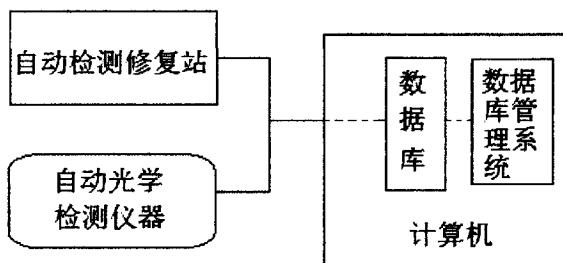 自动检测修复站
自动光学
检测仪器
数
据
库
数据
库管
理系
统
计算机